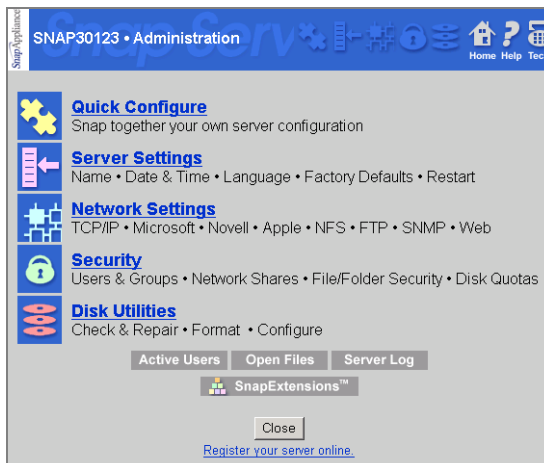 SnapAppliance
SNAP30123 • Administration
Snap Serv
Home Help Tec
Quick Configure
Snap together your own server configuration
Server Settings
Name • Date & Time • Language • Factory Defaults • Restart
Network Settings
TCP/IP • Microsoft • Novell • Apple • NFS • FTP • SNMP • Web
Security
Users & Groups • Network Shares • File/Folder Security • Disk Quotas
Disk Utilities
Check & Repair • Format • Configure
Active Users Open Files Server Log
SnapExtensions™
Close
Register your server online.